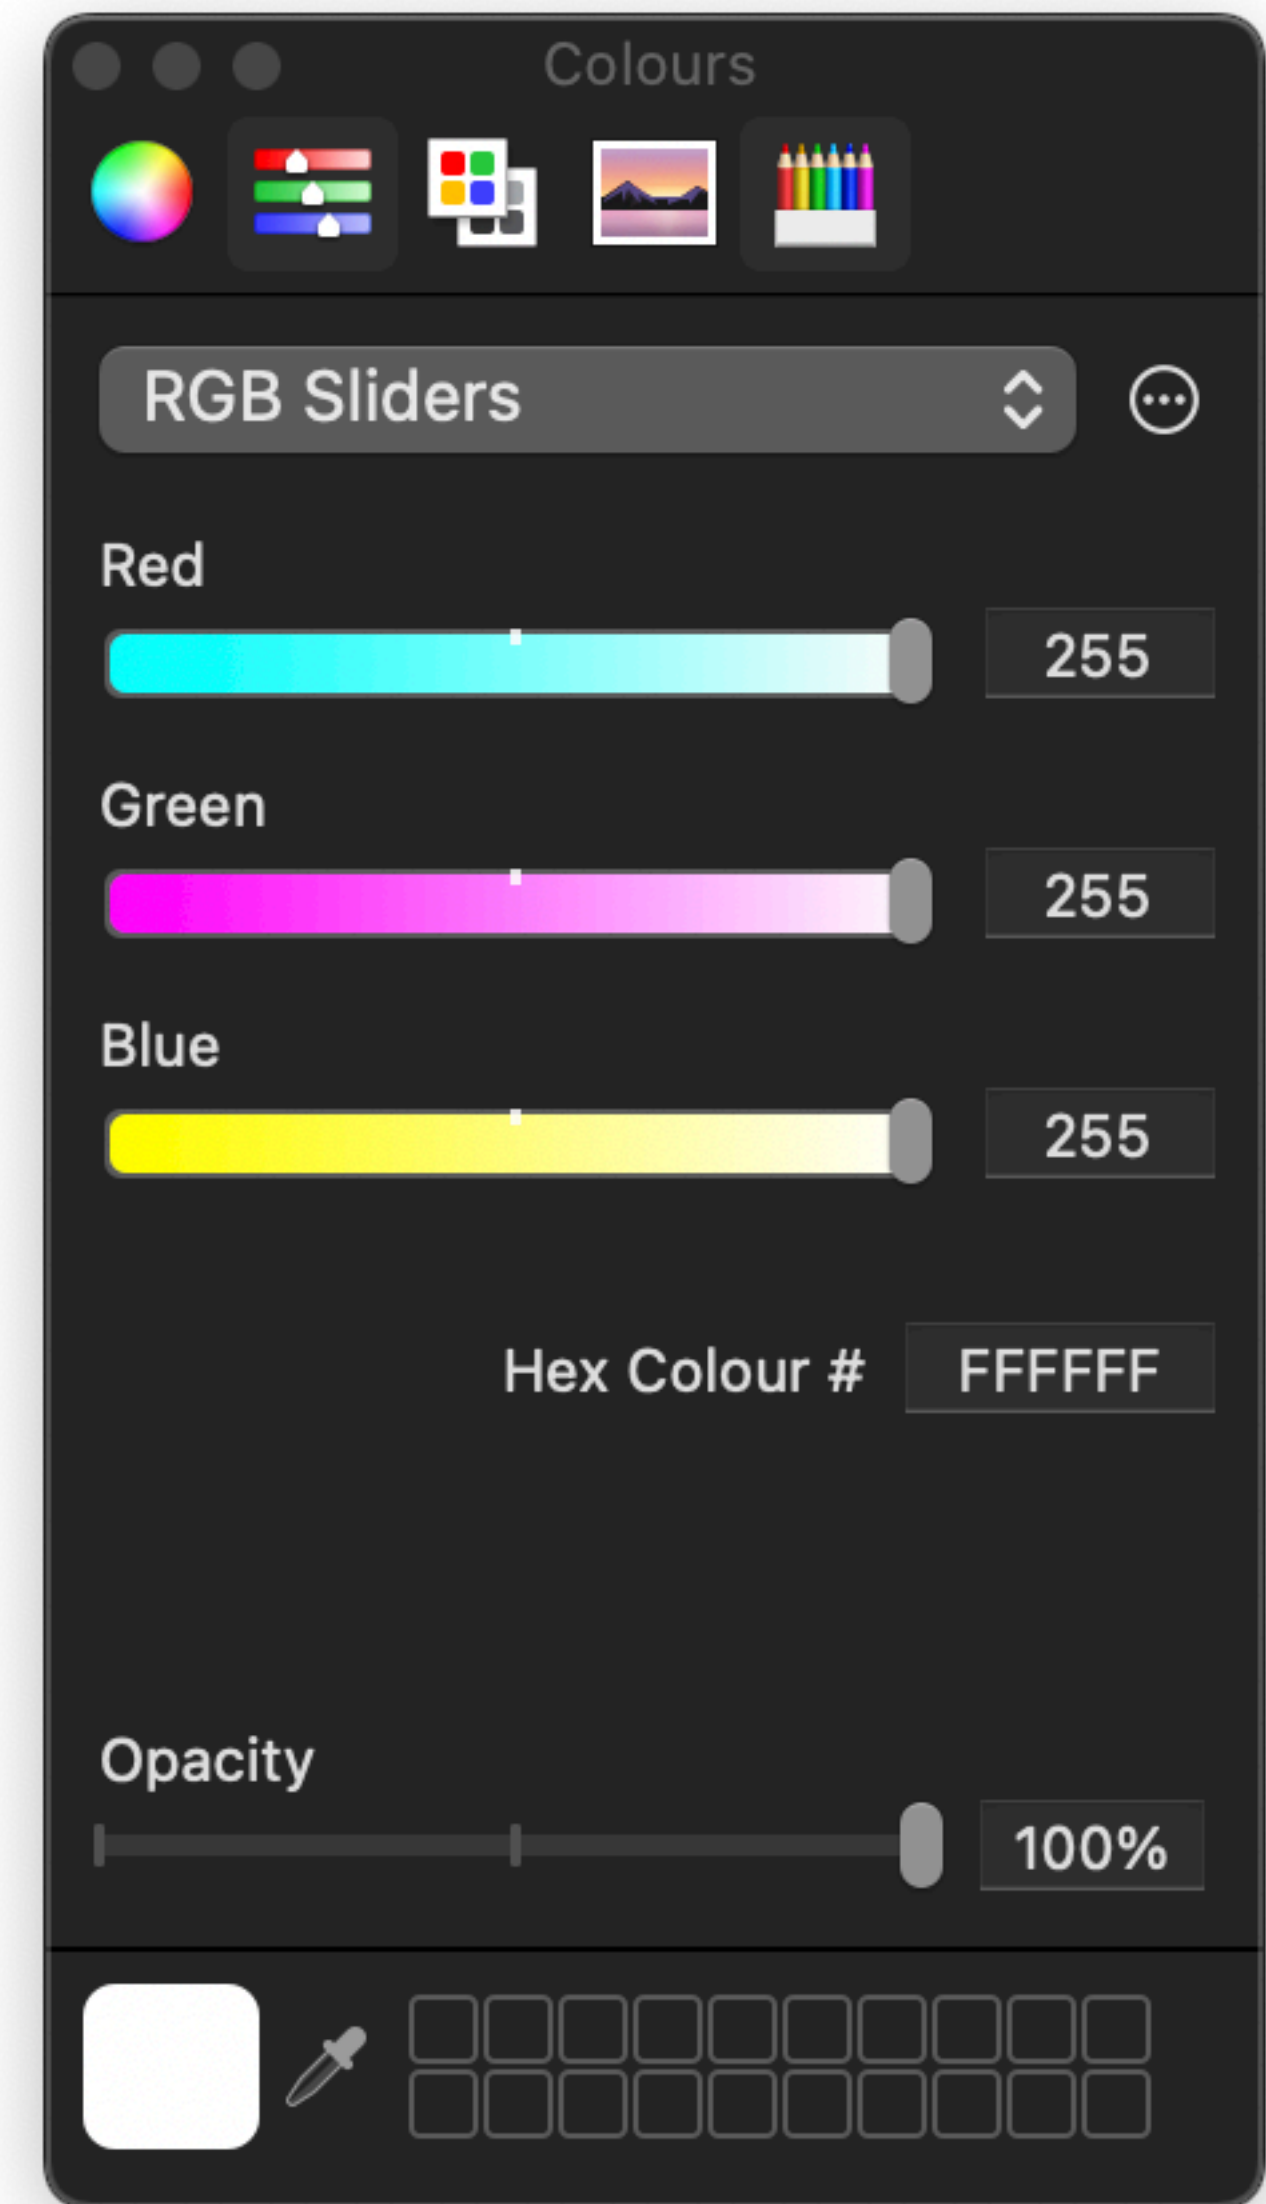 Colours
RGB Sliders
Red
255
Green
255
Blue
255
Hex Colour # FFFFFF
Opacity
100%